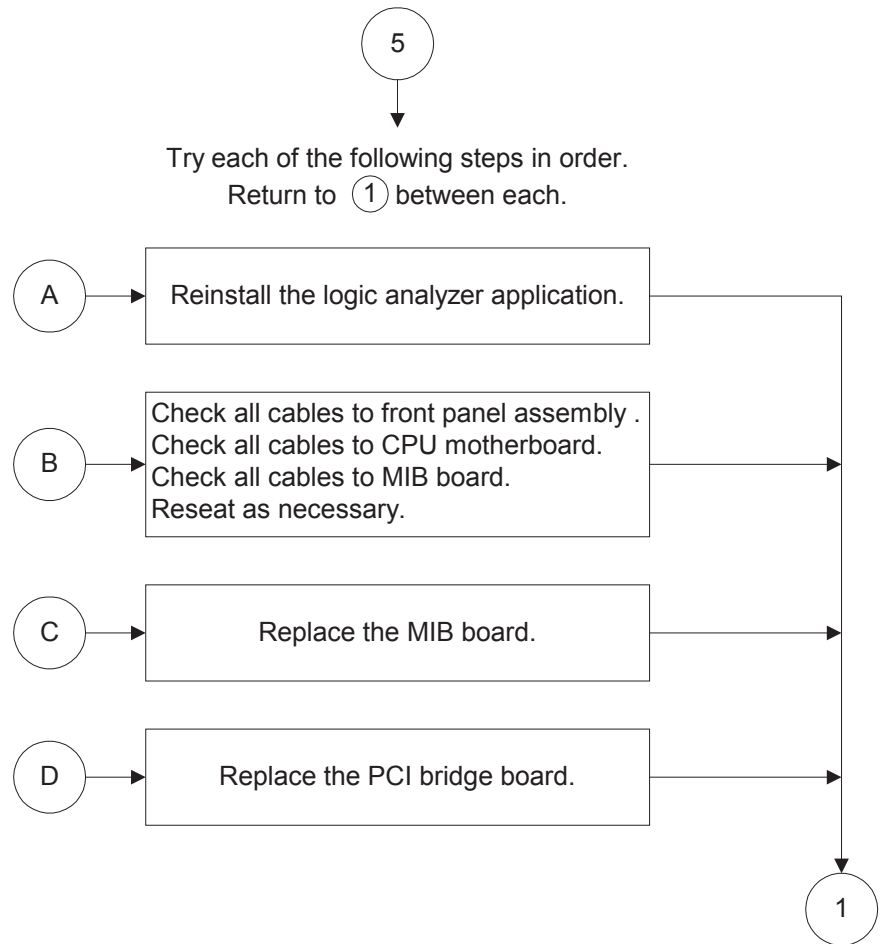 5
Try each of the following steps in order.
Return to 1 between each.
A
Reinstall the logic analyzer application.
B
Check all cables to front panel assembly .
Check all cables to CPU motherboard.
Check all cables to MIB board.
Reseat as necessary.
C
Replace the MIB board.
D
Replace the PCI bridge board.
1